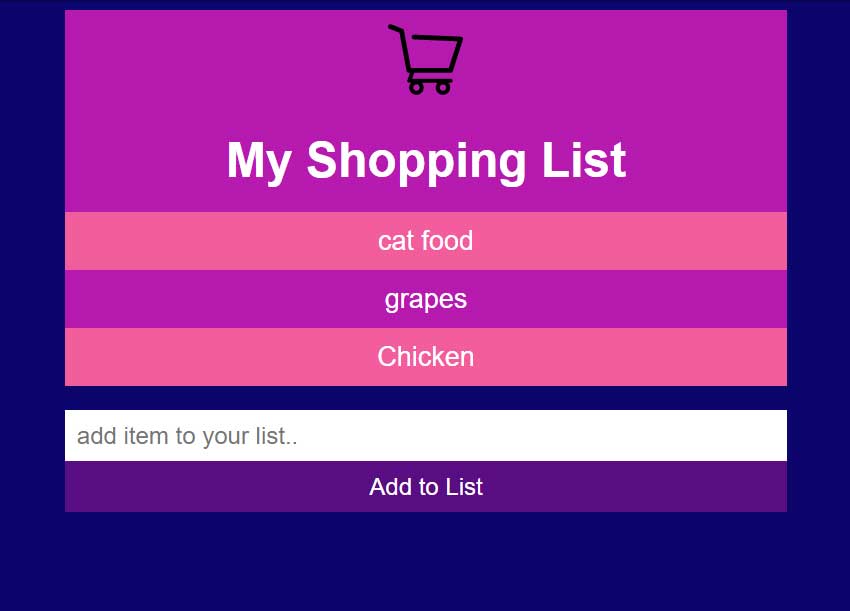 My Shopping List
cat food
grapes
Chicken
add item to your list..
Add to List